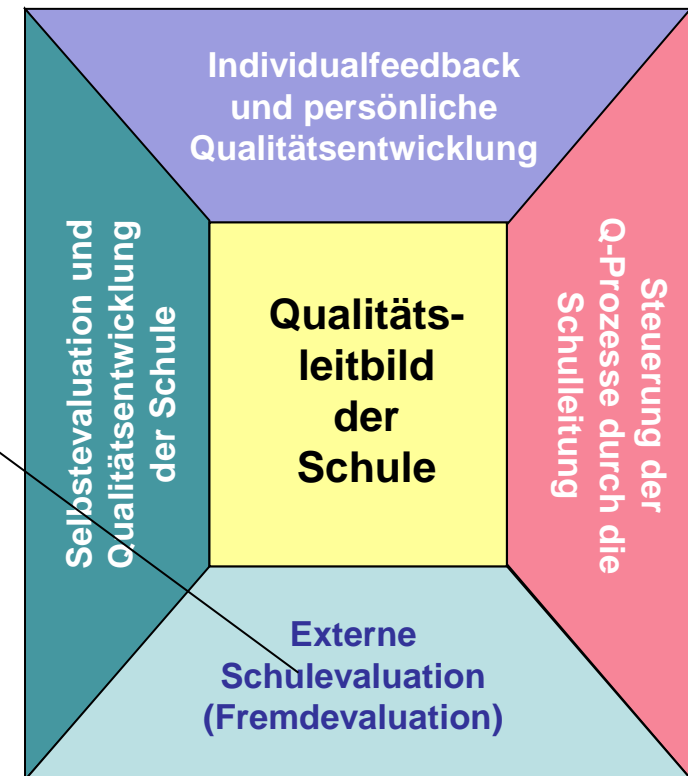 Individualfeedback
und persönliche
Qualitätsentwicklung
Selbstevaluation und
Qualitätsentwicklung
der Schule
Qualitäts-
leitbild
der
Schule
Steuerung der
Q-Prozesse durch die
Schulleitung
Externe
Schulevaluation
(Fremdevaluation)